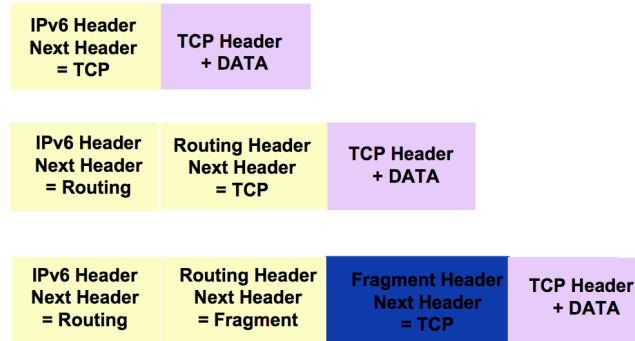 IPv6 Header
Next Header
= TCP
TCP Header
+ DATA
IPv6 Header
Next Header
= Routing
Routing Header
Next Header
= TCP
TCP Header
+ DATA
IPv6 Header
Next Header
= Routing
Routing Header
Next Header
= Fragment
Fragment Header
Next Header
= TCP
TCP Header
+ DATA